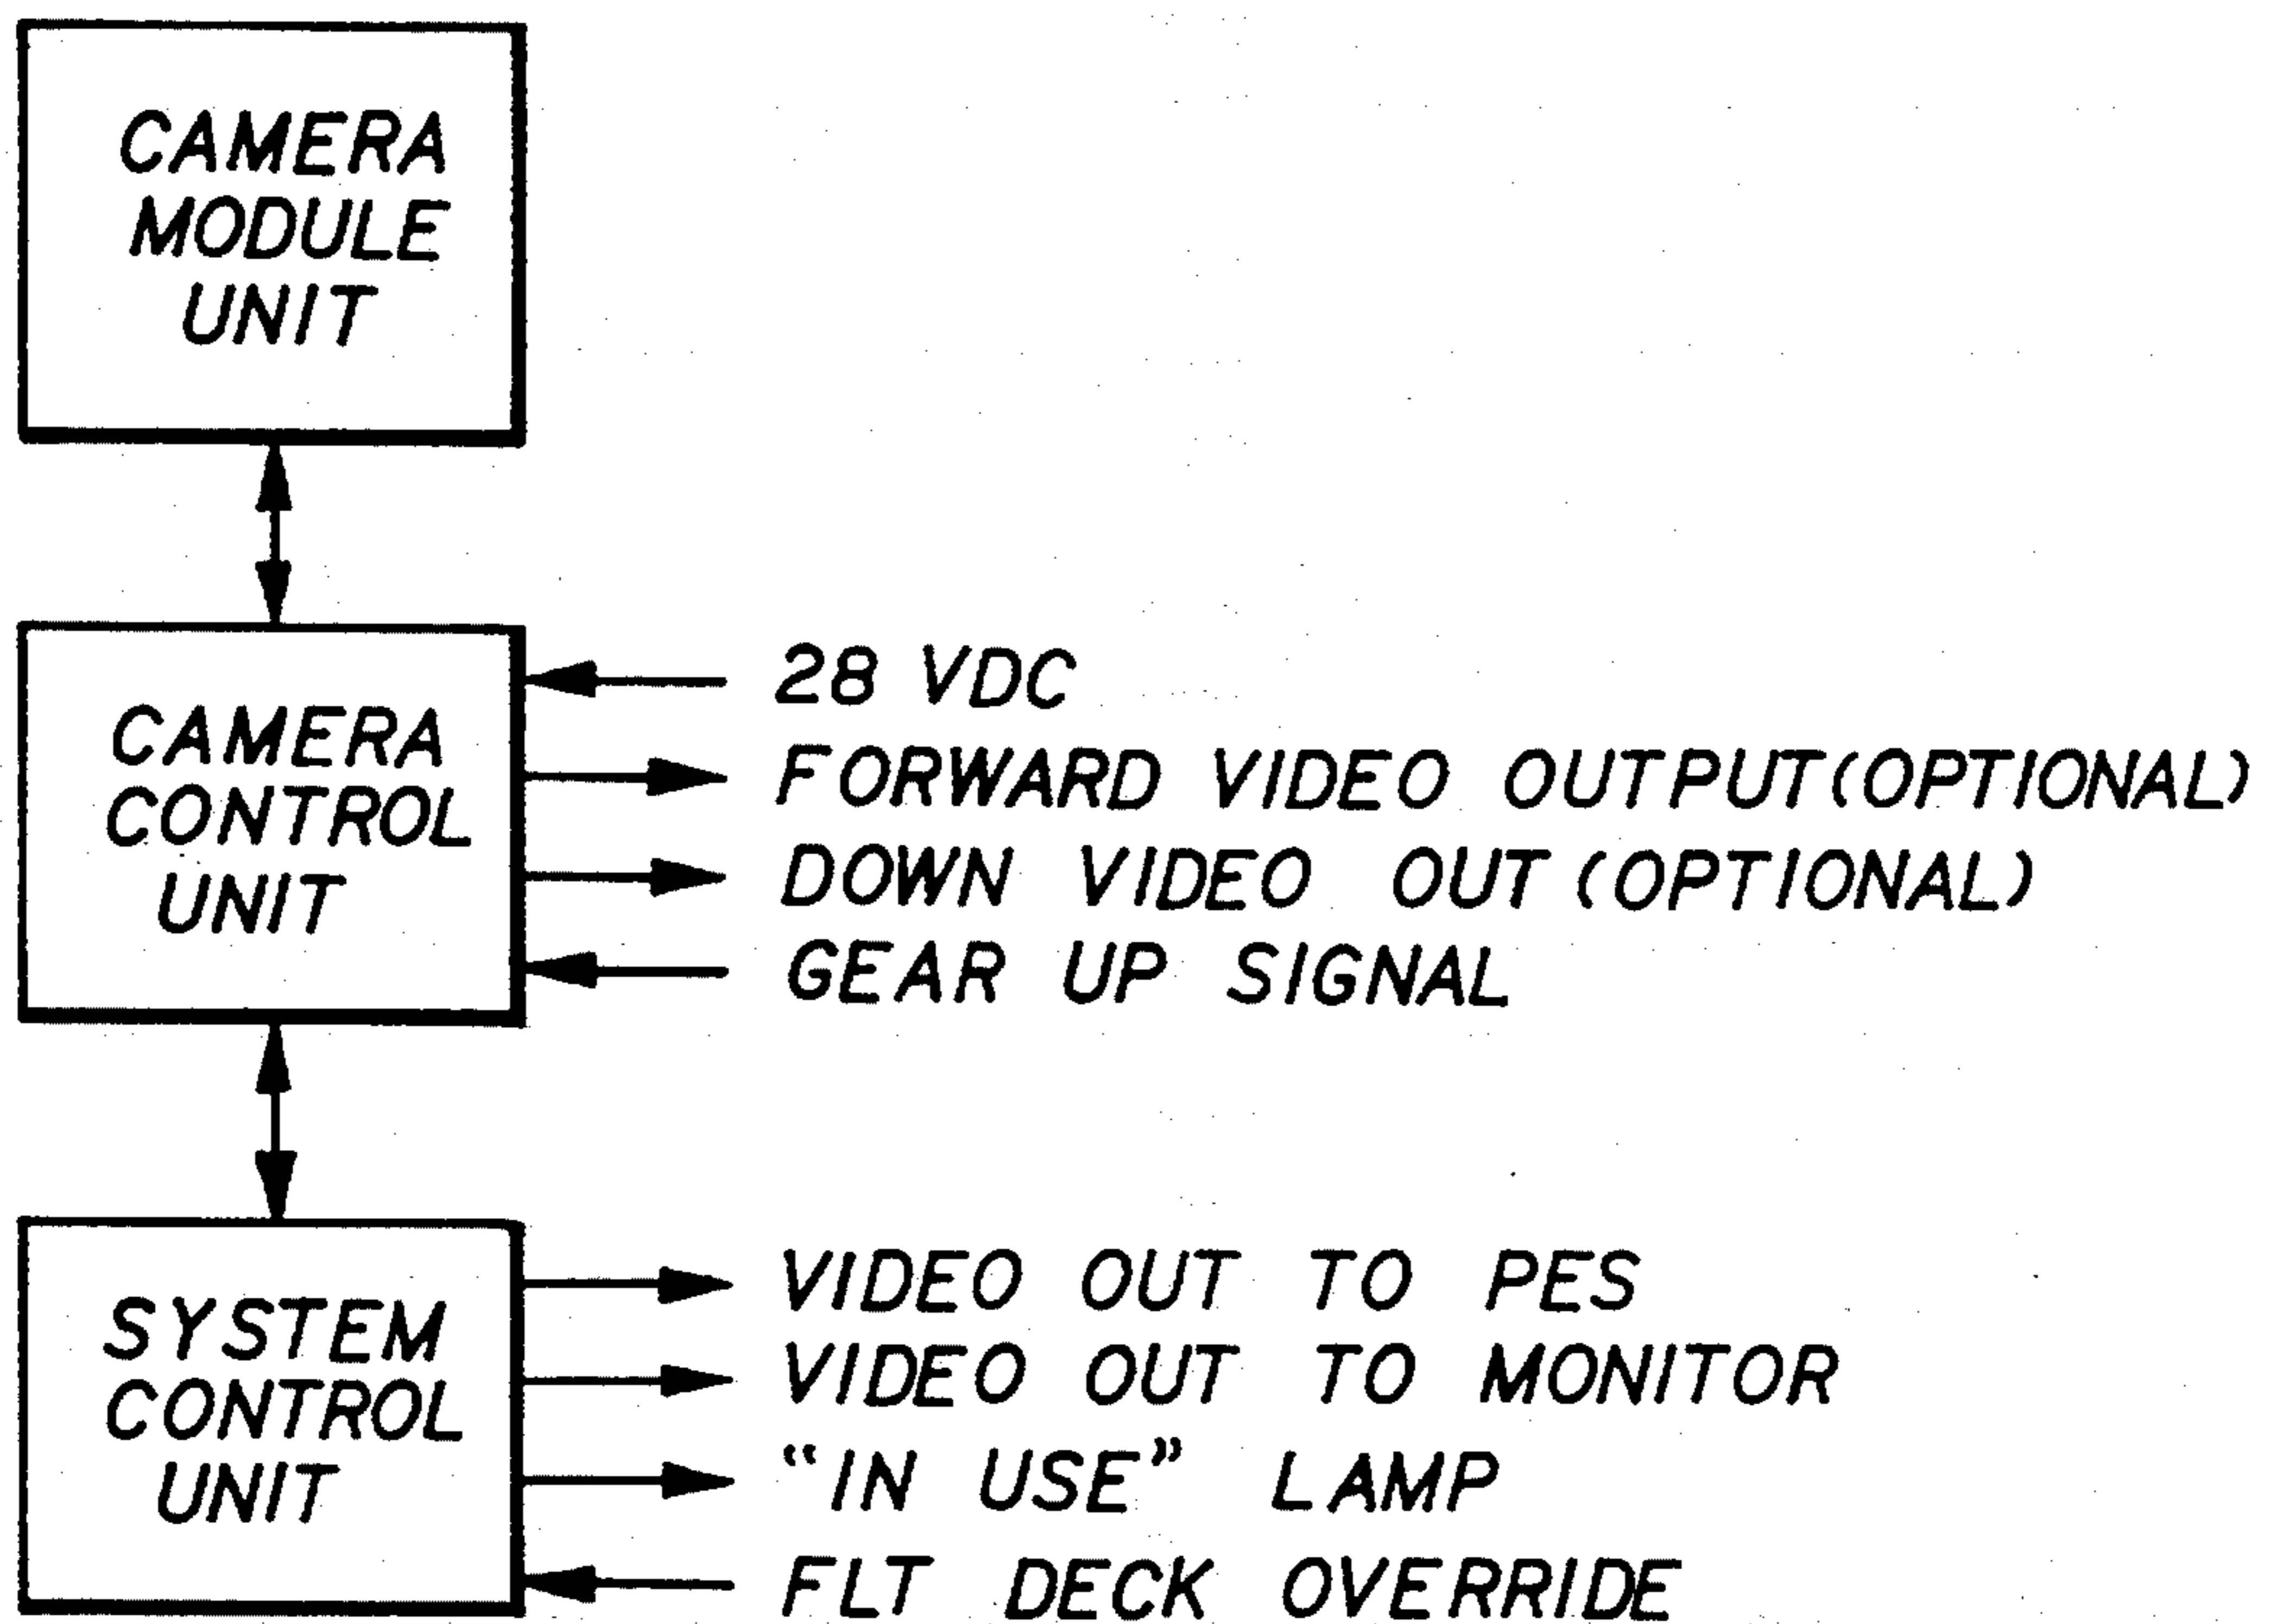 CAMERA
MODULE
UNIT
CAMERA
CONTROL
UNIT
28 VDC
FORWARD VIDEO OUTPUT(OPTIONAL)
DOWN VIDEO OUT (OPTIONAL)
GEAR UP SIGNAL
SYSTEM
CONTROL
UNIT
VIDEO OUT TO PES
VIDEO OUT TO MONITOR
“IN USE” LAMP
FLT DECK OVERRIDE